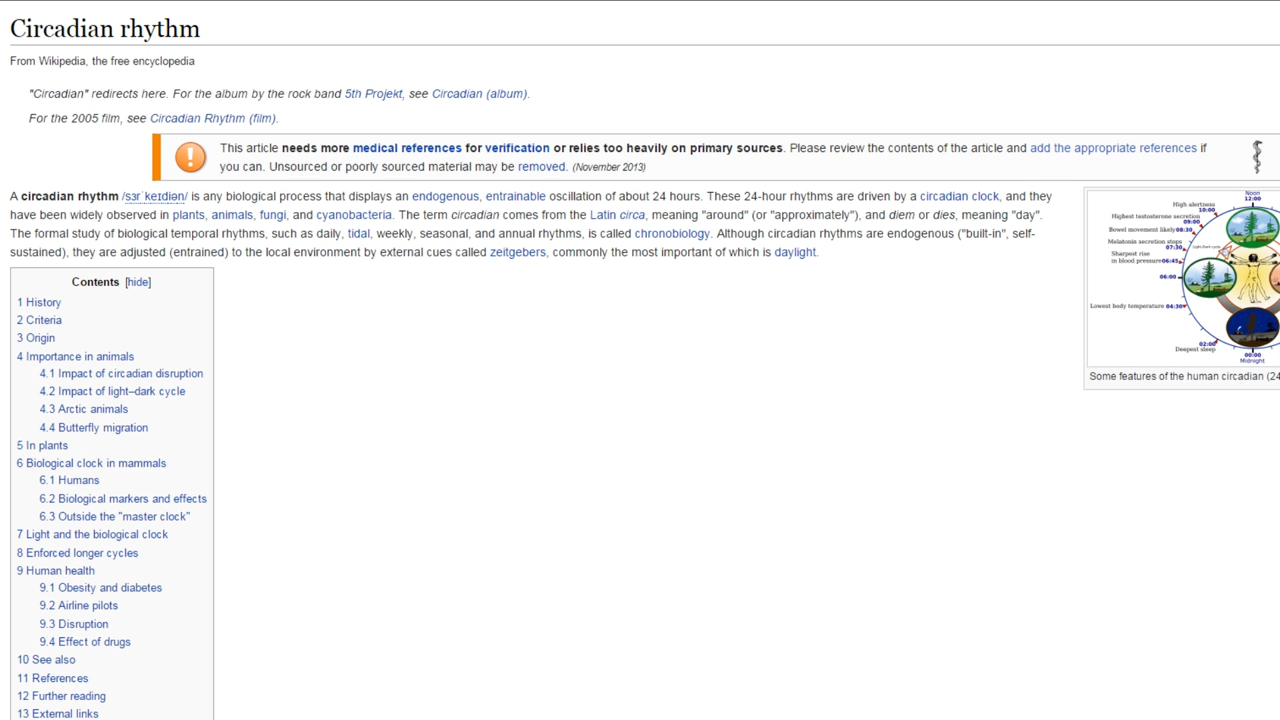 Circadian rhythm
From Wikipedia, the free encyclopedia
"Circadian" redirects here. For the album by the rock band 5th Projekt, see Circadian (album).
For the 2005 film, see Circadian Rhythm (film).
This article needs more medical references for verification or relies too heavily on primary sources. Please review the contents of the article and add the appropriate references if
you can. Unsourced or poorly sourced material may be removed. (November 2013)
A circadian rhythm /sɜrˈkeɪdiən/ is any biological process that displays an endogenous, entrainable oscillation of about 24 hours. These 24-hour rhythms are driven by a circadian clock, and they
have been widely observed in plants, animals, fungi, and cyanobacteria. The term circadian comes from the Latin circa, meaning "around" (or "approximately"), and diem or dies, meaning "day".
The formal study of biological temporal rhythms, such as daily, tidal, weekly, seasonal, and annual rhythms, is called chronobiology. Although circadian rhythms are endogenous ("built-in", self-
sustained), they are adjusted (entrained) to the local environment by external cues called zeitgebers, commonly the most important of which is daylight.
Contents [hide]
1 History
2 Criteria
3 Origin
4 Importance in animals
4.1 Impact of circadian disruption
4.2 Impact of light–dark cycle
4.3 Arctic animals
4.4 Butterfly migration
5 In plants
6 Biological clock in mammals
6.1 Humans
6.2 Biological markers and effects
6.3 Outside the "master clock"
7 Light and the biological clock
8 Enforced longer cycles
9 Human health
9.1 Obesity and diabetes
9.2 Airline pilots
9.3 Disruption
9.4 Effect of drugs
10 See also
11 References
12 Further reading
13 External links
Noon
12:00
High alertness
10:00
Highest testosterone secretion
09:00
Bowel movement likely 08:30
Melatonin secretion stops
07:30
Light-Dark cycle
Sharpest rise
in blood pressure 06:45
06:00
Lowest body temperature 04:30
02:00
Deepest sleep
00:00
Midnight
Some features of the human circadian (24